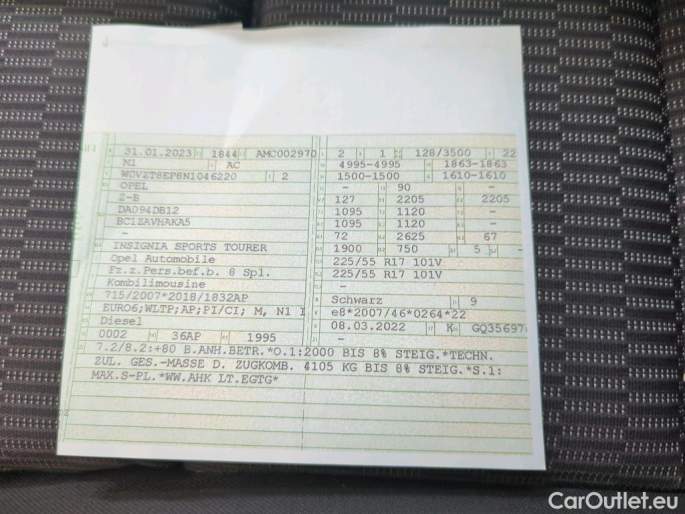 31.01.2023 1844 AMC002970 2 1 128/3500 22
M1 AC 4995-4995 1863-1863
2 1500-1500 1610-1610
OPEL - 90 -
Z-B 127 2205 2205
DA094DB12 1095 1120 -
1095 1120 -
- 72 2625 67
INSIGNIA SPORTS TOURER 1900 750 5 -
Opel Automobile 225/55 R17 101V
Fz.z.Pers.bef.b. 8 Spl. 225/55 R17 101V
Kombilimousine -
715/2007*2018/1832AP Schwarz 9
EURO6;WLTP;AP;PI/CI; M, N1 I e8*2007/46*0264*22
Diesel 08.03.2022 K GQ35697
0002 36AP 1995
7.2/8.2:+80 B.ANH.BETR.*O.1:2000 BIS 8% STEIG.*TECHN.
ZUL. GES.-MASSE D. ZUGKOMB. 4105 KG BIS 8% STEIG.*S.1:
MAX.S-PL.*WW.AHK LT.EGTG*
CarOutlet.eu